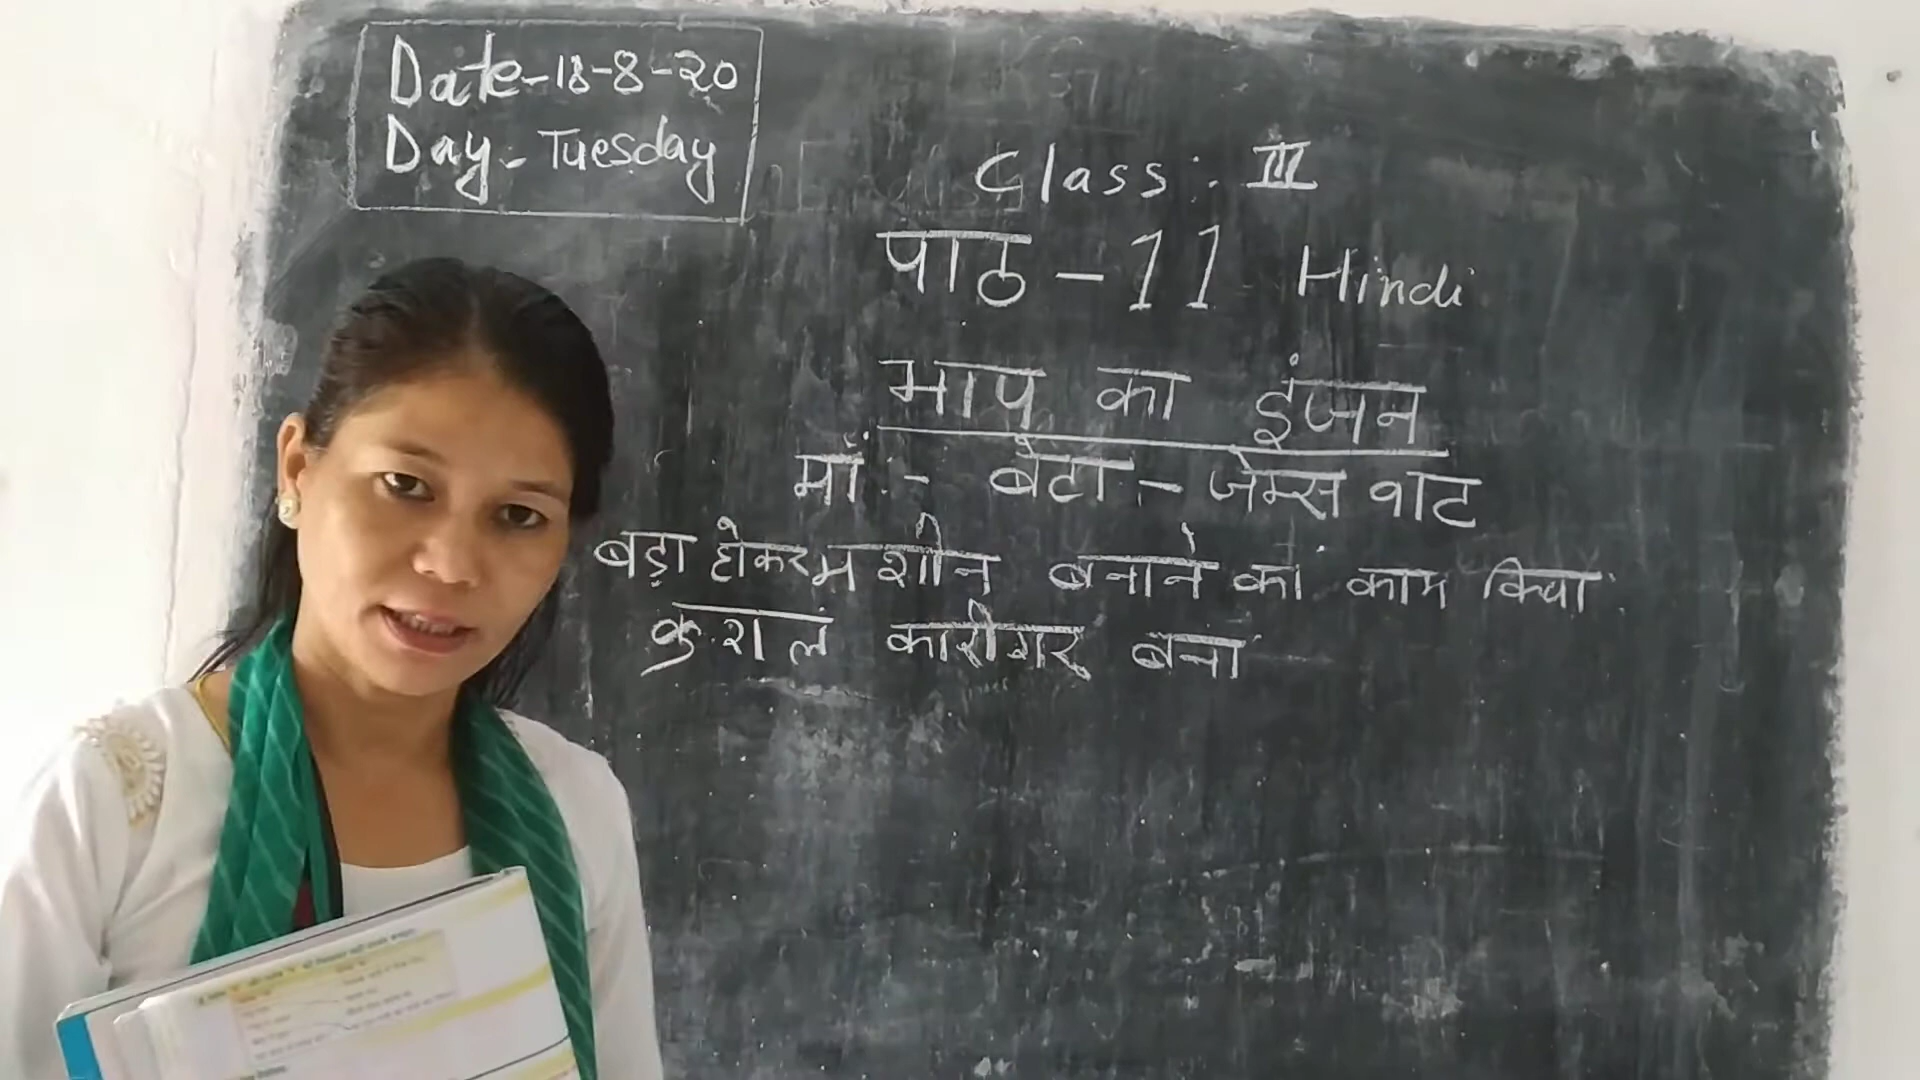 Date-18-8-20
Day-Tuesday
Class: III
पाठ-11 Hindi
भाप का इंजन
माँ:- बेटा:- जेम्स वाट
बड़ा होकर मशीन बनाने का काम किया
कुशल कारीगर बना